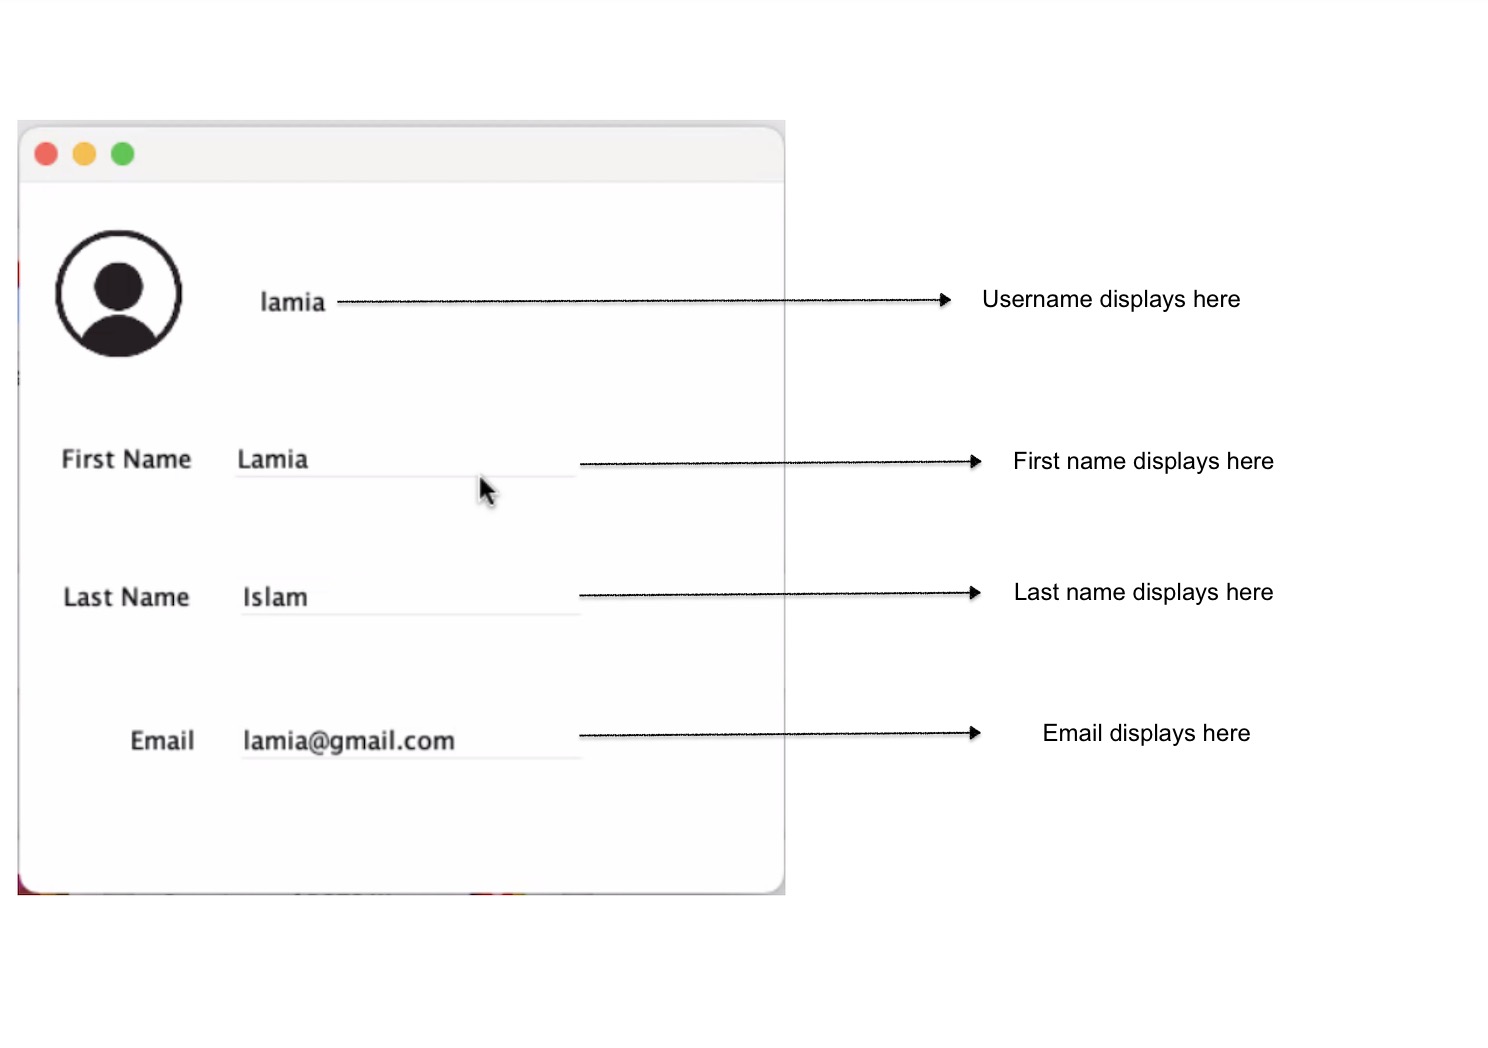 lamia Username displays here
First Name Lamia First name displays here
Last Name Islam Last name displays here
Email lamia@gmail.com Email displays here